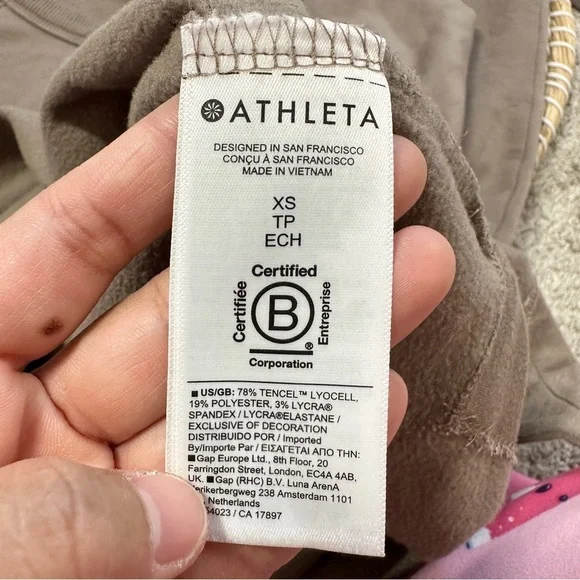 ATHLETA
DESIGNED IN SAN FRANCISCO
CONÇU À SAN FRANCISCO
MADE IN VIETNAM
XS
TP
ECH
Certified
Certifiée
B
®
Entreprise
Corporation
■ US/GB: 78% TENCEL™ LYOCELL,
19% POLYESTER, 3% LYCRA®
SPANDEX / LYCRA®ELASTANE /
EXCLUSIVE OF DECORATION
DISTRIBUIDO POR / Imported
By/Importe Par / ΕΙΣΑΓΕΤΑΙ ΑΠΟ ΤΗΝ:
■ Gap Europe Ltd., 8th Floor, 20
Farringdon Street, London, EC4A 4AB,
UK. ■ Gap (RHC) B.V. Luna ArenA
erikerbergweg 238 Amsterdam 1101
Netherlands
54023 / CA 17897